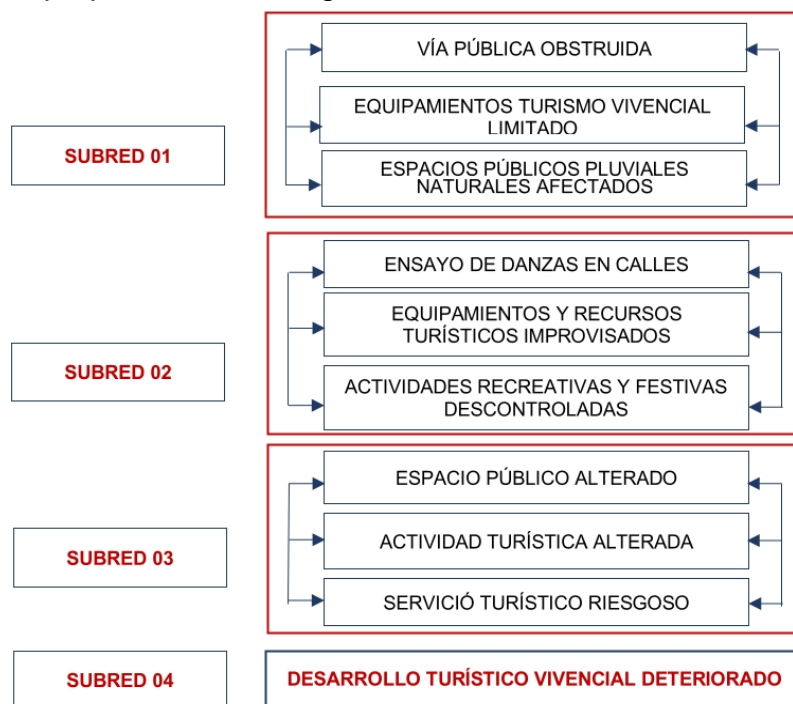 VÍA PÚBLICA OBSTRUIDA
EQUIPAMIENTOS TURISMO VIVENCIAL
LIMITADO
SUBRED 01
ESPACIOS PÚBLICOS PLUVIALES
NATURALES AFECTADOS
ENSAYO DE DANZAS EN CALLES
EQUIPAMIENTOS Y RECURSOS
TURÍSTICOS IMPROVISADOS
SUBRED 02
ACTIVIDADES RECREATIVAS Y FESTIVAS
DESCONTROLADAS
ESPACIO PÚBLICO ALTERADO
ACTIVIDAD TURÍSTICA ALTERADA
SUBRED 03
SERVICIÓ TURÍSTICO RIESGOSO
SUBRED 04
DESARROLLO TURÍSTICO VIVENCIAL DETERIORADO